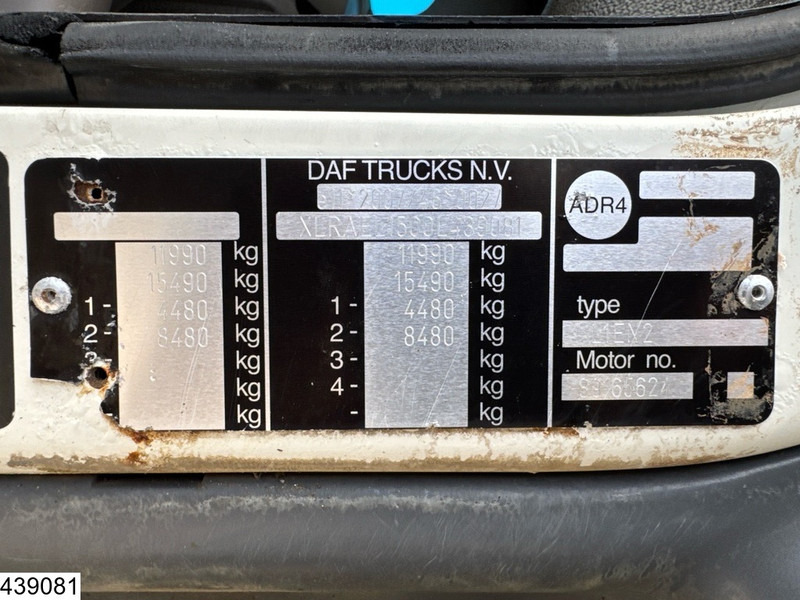 DAF TRUCKS N.V.
11990 kg
15490 kg
1- 4480 kg
2- 8480 kg
kg
kg
kg
11990 kg
15490 kg
1- 4480 kg
2- 8480 kg
3- kg
4- kg
- kg
ADR4
type
Motor no.
439081